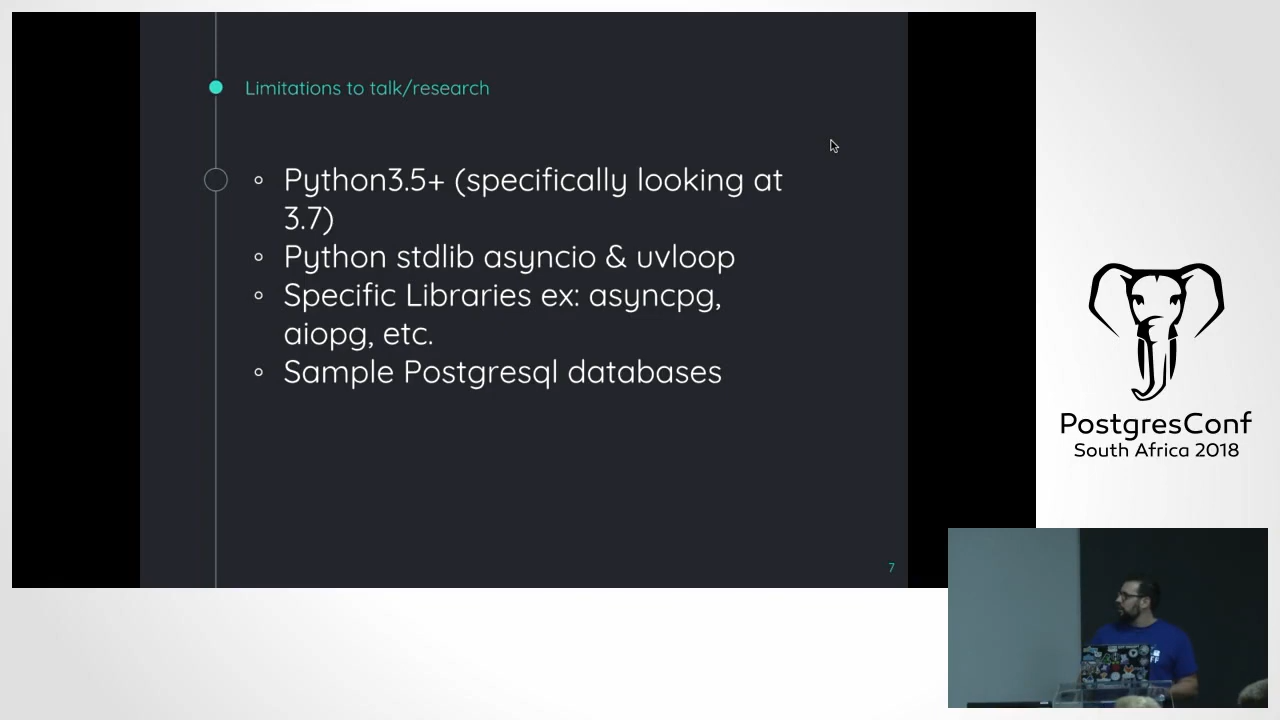 Limitations to talk/research
Python3.5+ (specifically looking at
3.7)
Python stdlib asyncio & uvloop
Specific Libraries ex: asyncpg,
aiopg, etc.
Sample Postgresql databases
7
PostgresConf
South Africa 2018